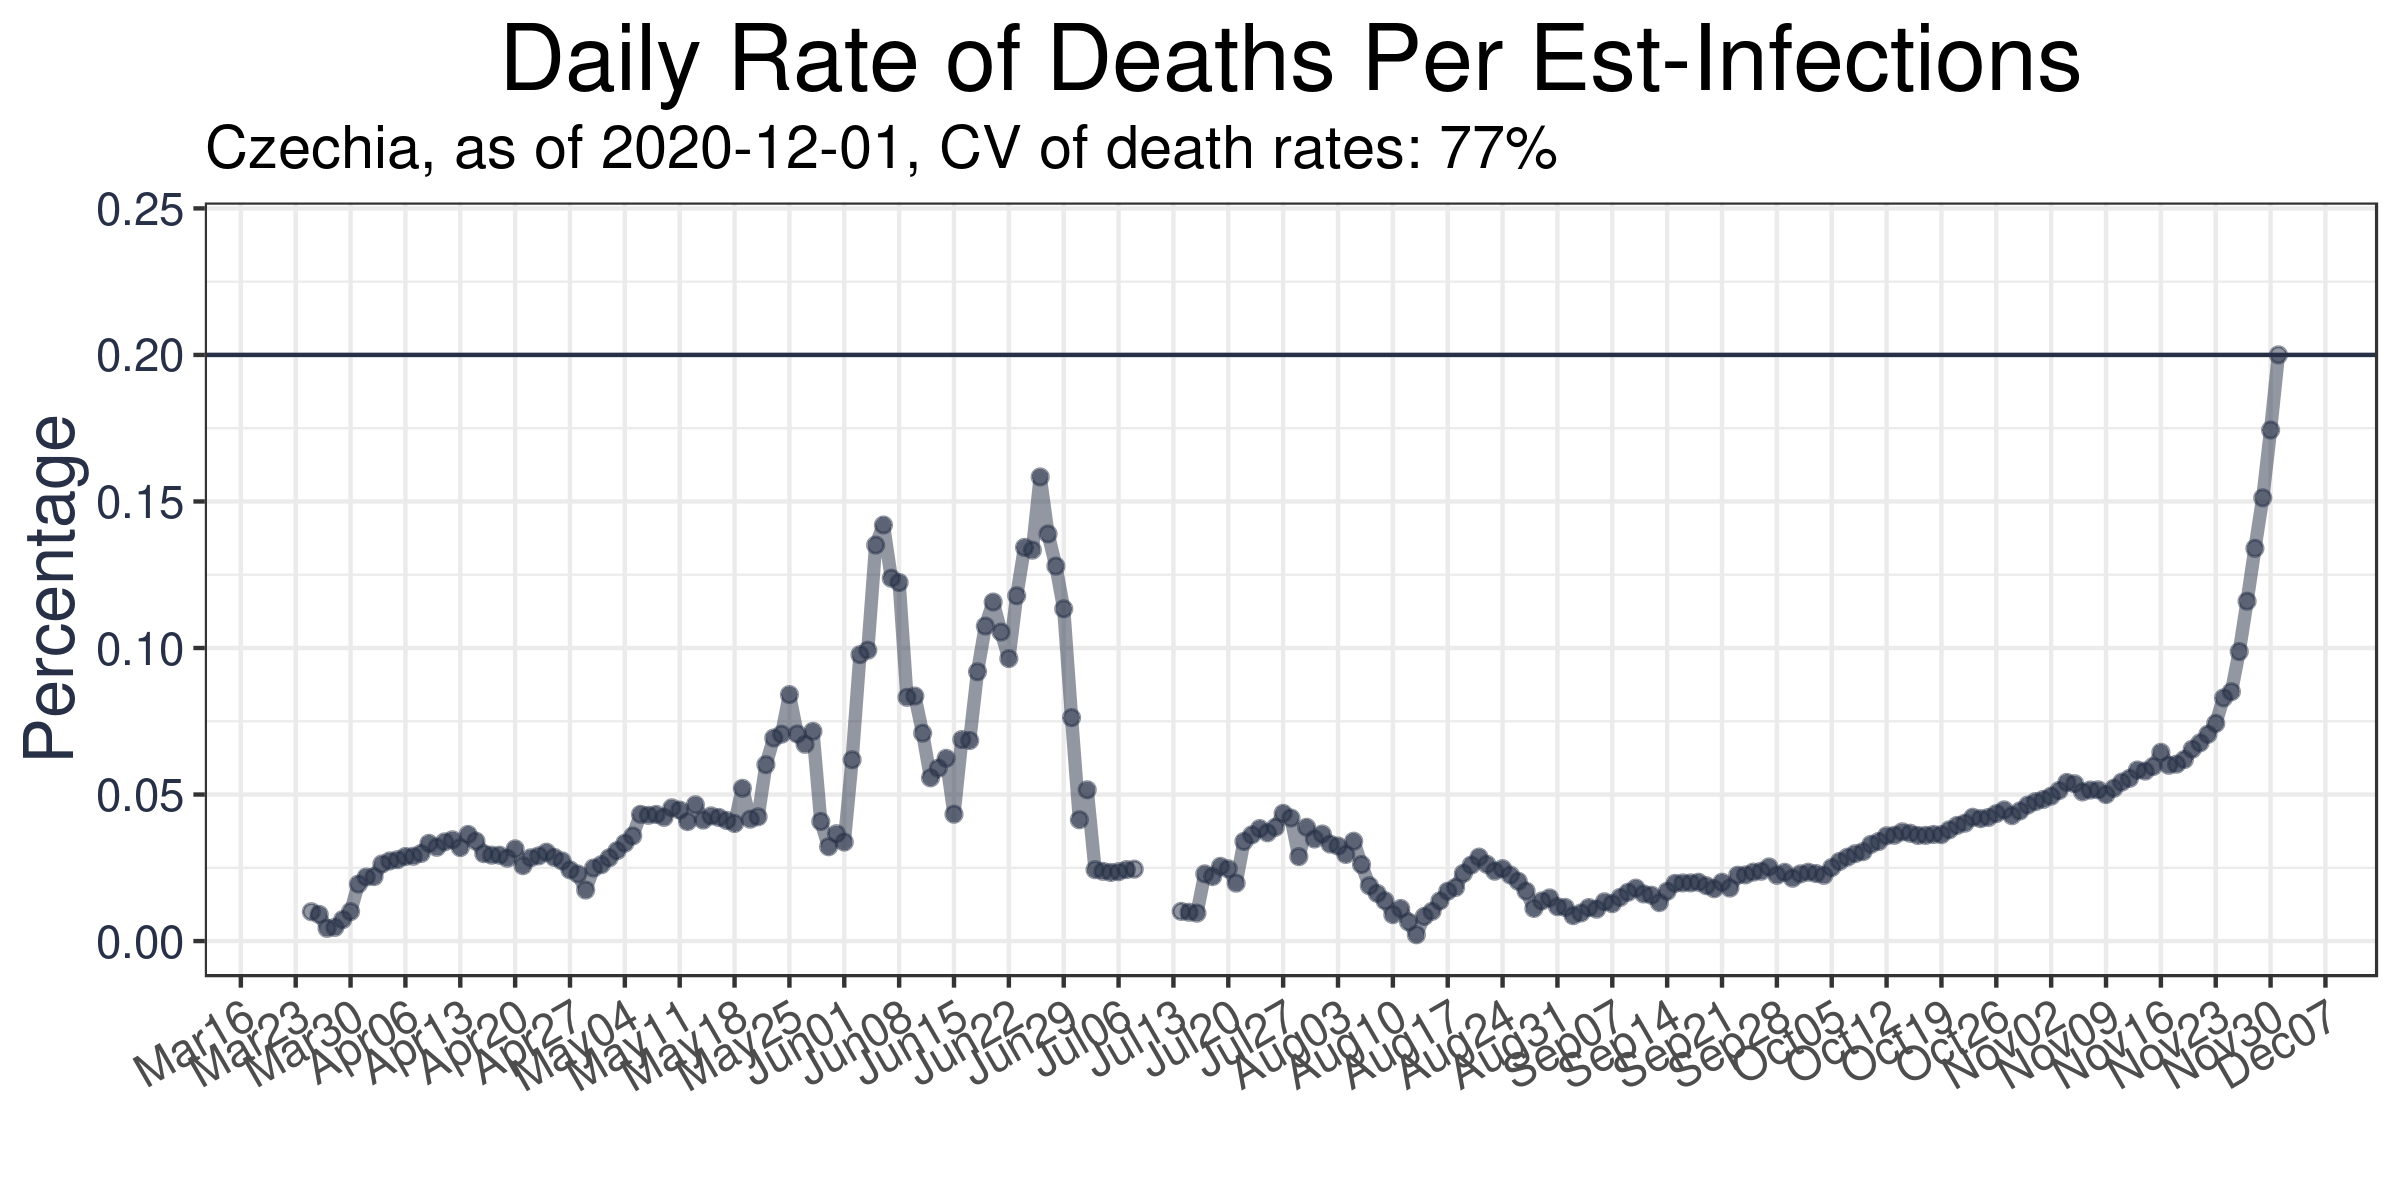 Daily Rate of Deaths Per Est-Infections
Czechia, as of 2020-12-01, CV of death rates: 77%
Percentage
0.25
0.20
0.15
0.10
0.05
0.00
Mar16
Mar23
Mar30
Apr06
Apr13
Apr20
Apr27
May04
May11
May18
May25
Jun01
Jun08
Jun15
Jun22
Jun29
Jul06
Jul13
Jul20
Jul27
Aug03
Aug10
Aug17
Aug24
Aug31
Sep07
Sep14
Sep21
Sep28
Oct05
Oct12
Oct19
Oct26
Nov02
Nov09
Nov16
Nov23
Nov30
Dec07